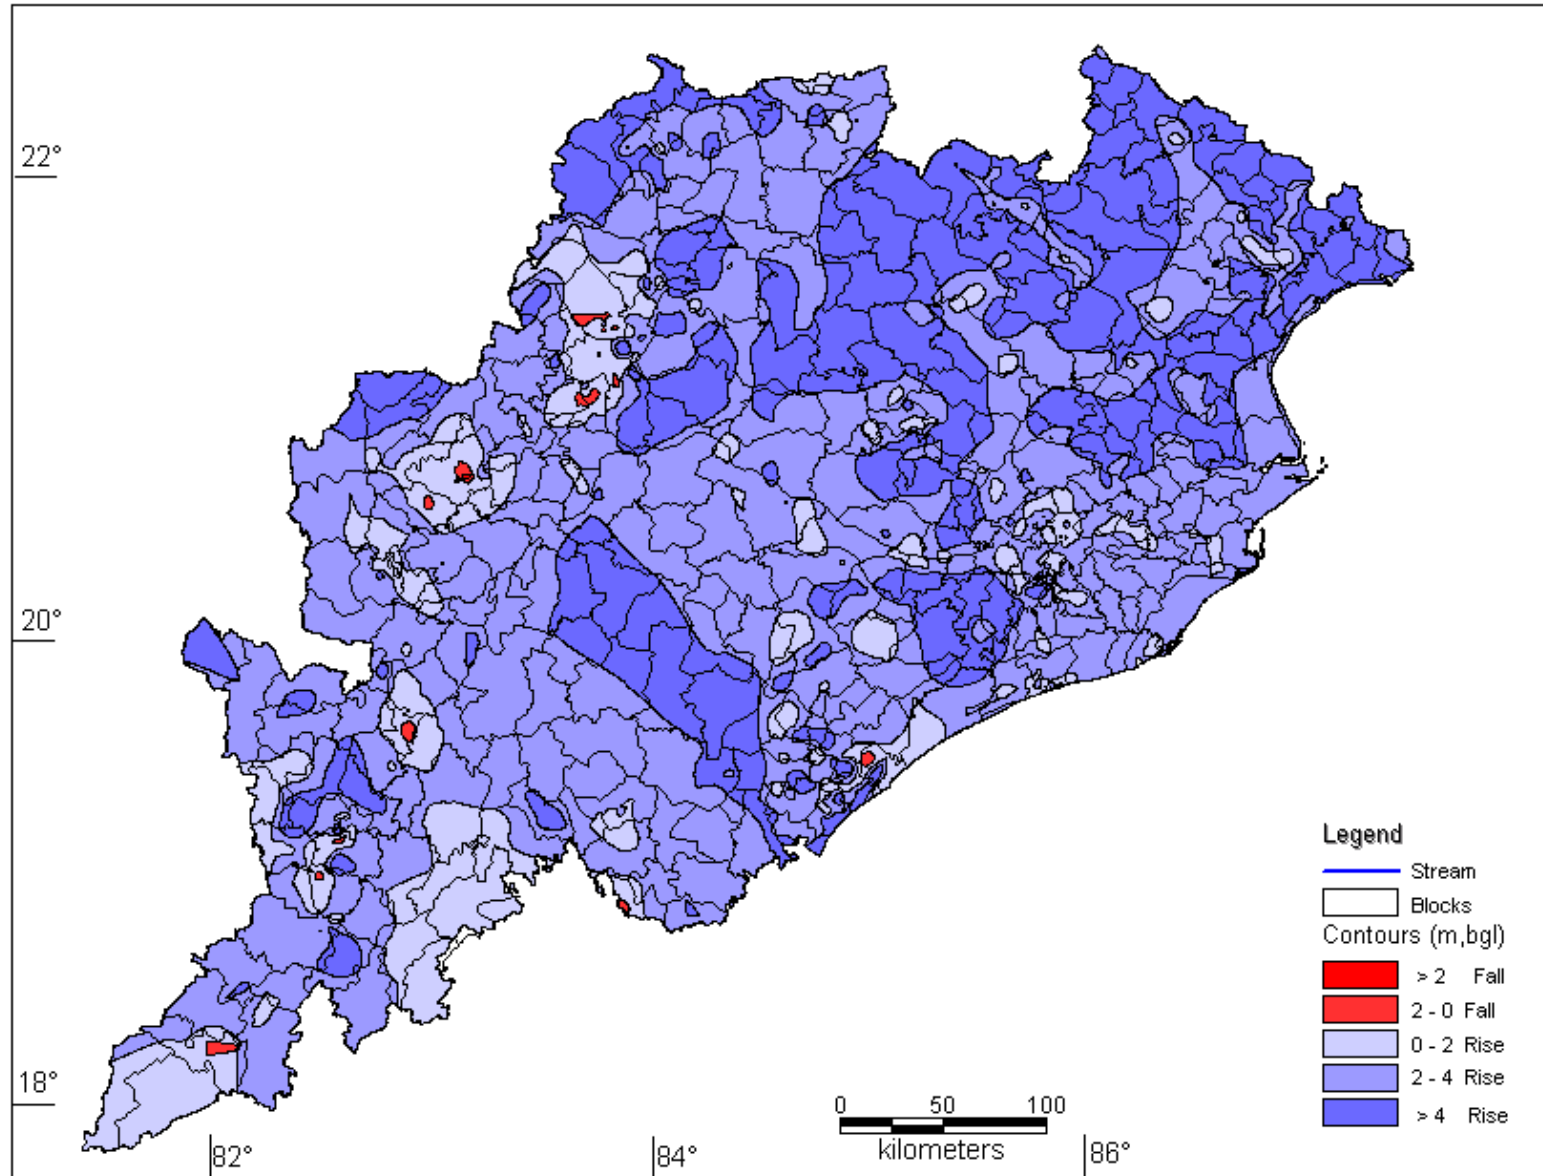 22°
20°
18°
82°
84°
86°
0 50 100
kilometers
Legend
Stream
Blocks
Contours (m,bgl)
> 2 Fall
2 - 0 Fall
0 - 2 Rise
2 - 4 Rise
> 4 Rise